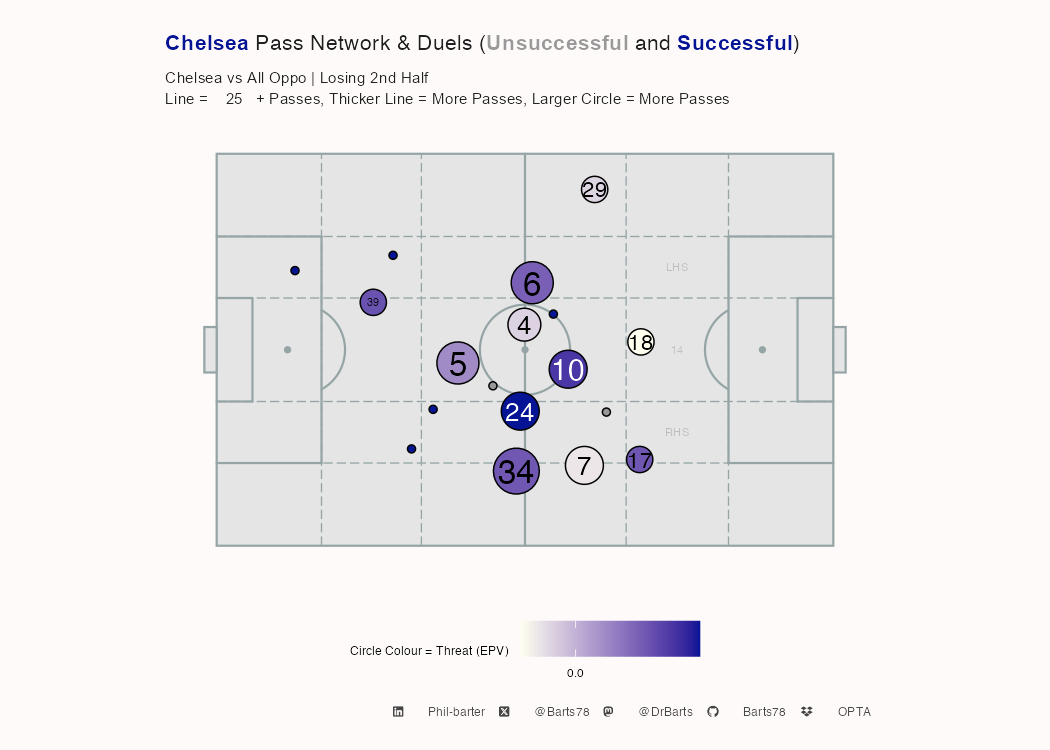 Chelsea Pass Network & Duels (Unsuccessful and Successful)
Chelsea vs All Oppo | Losing 2nd Half
Line = 25 + Passes, Thicker Line = More Passes, Larger Circle = More Passes
29
LHS
6
39
4
18
14
5
10
24
RHS
34
7
17
Circle Colour = Threat (EPV)
0.0
Phil-barter @Barts78 @DrBarts Barts78 OPTA